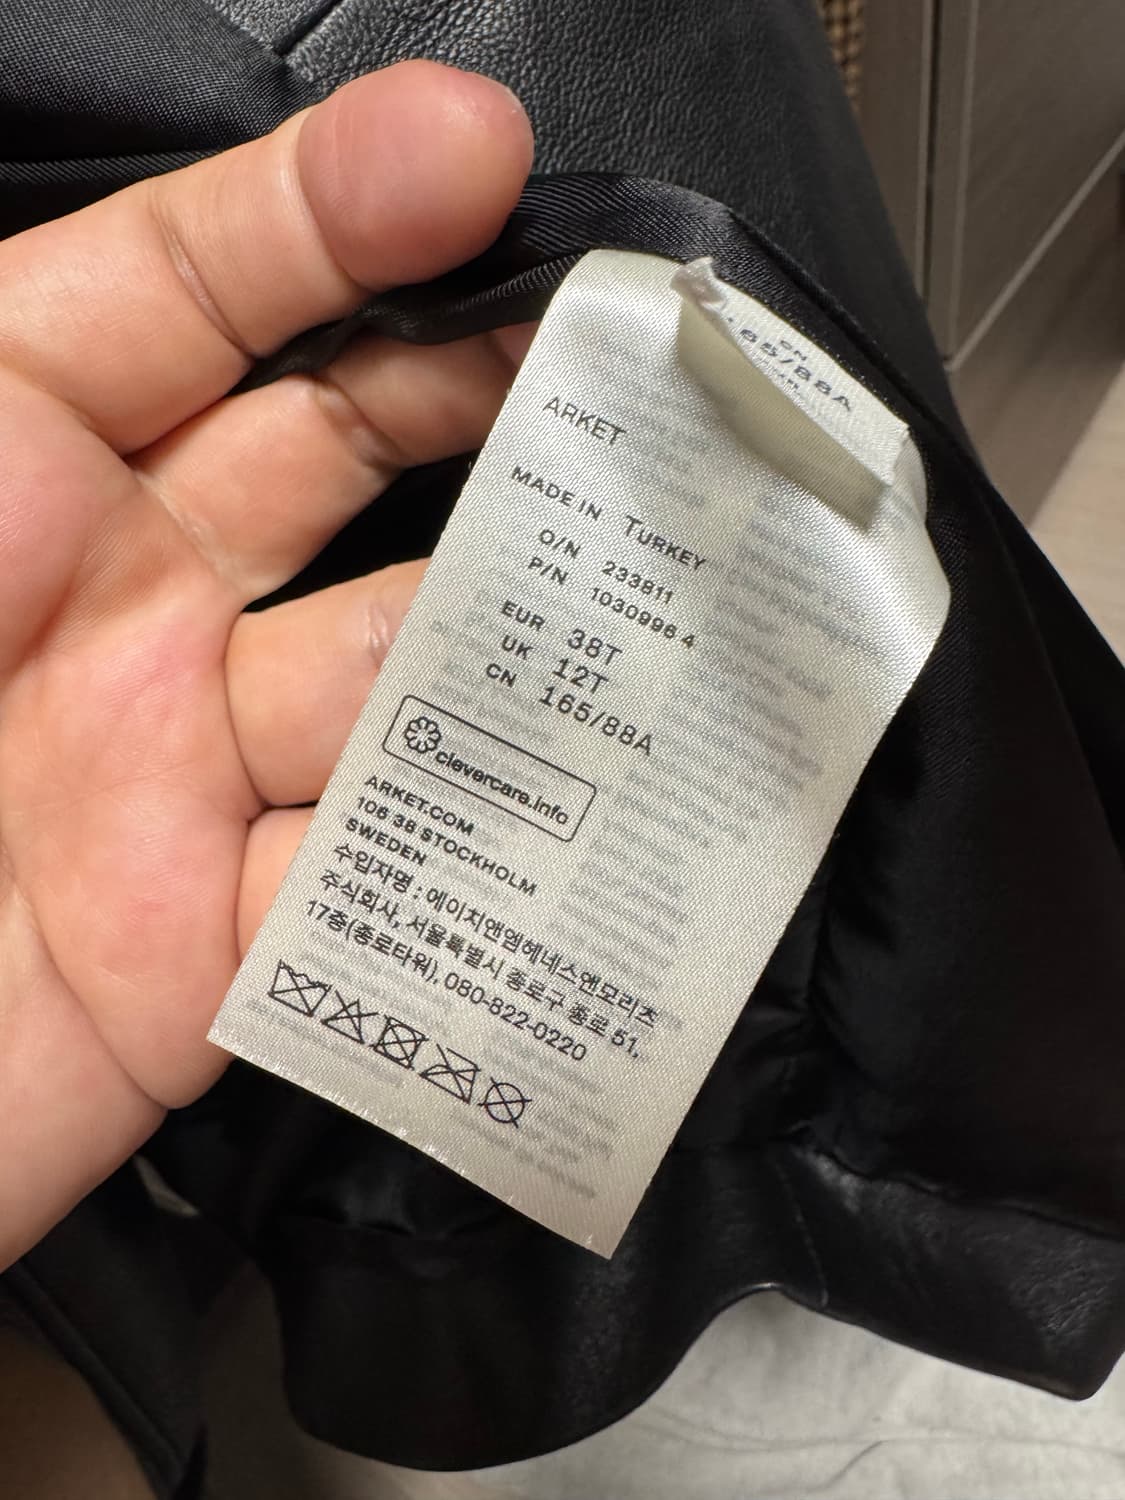 CN
65/88A
ARKET
MADE IN TURKEY
O/N 233811
P/N 1030996 4
EUR 38T
UK 12T
CN 165/88A
clevercare.info
ARKET.COM
106 38 STOCKHOLM
SWEDEN
수입자명 : 에이치앤엠헤네스앤모리츠
주식회사, 서울특별시 종로구 종로 51,
17층(종로타워), 080-822-0220